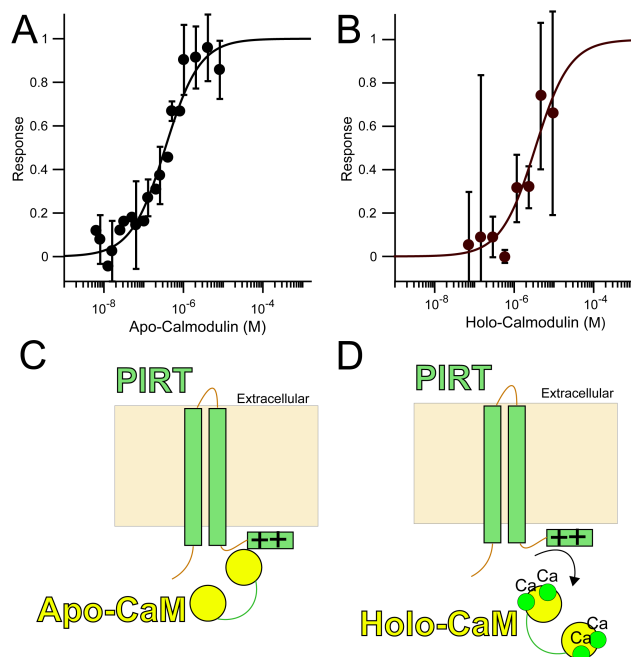 A
B
1
0.8
0.6
0.4
0.2
0
Response
10⁻⁸
10⁻⁶
10⁻⁴
Apo-Calmodulin (M)
1
0.8
0.6
0.4
0.2
0
Response
10⁻⁸
10⁻⁶
10⁻⁴
Holo-Calmodulin (M)
C
D
PIRT
Extracellular
++
Apo-CaM
PIRT
Extracellular
++
Ca
Ca
Ca
Ca
Holo-CaM